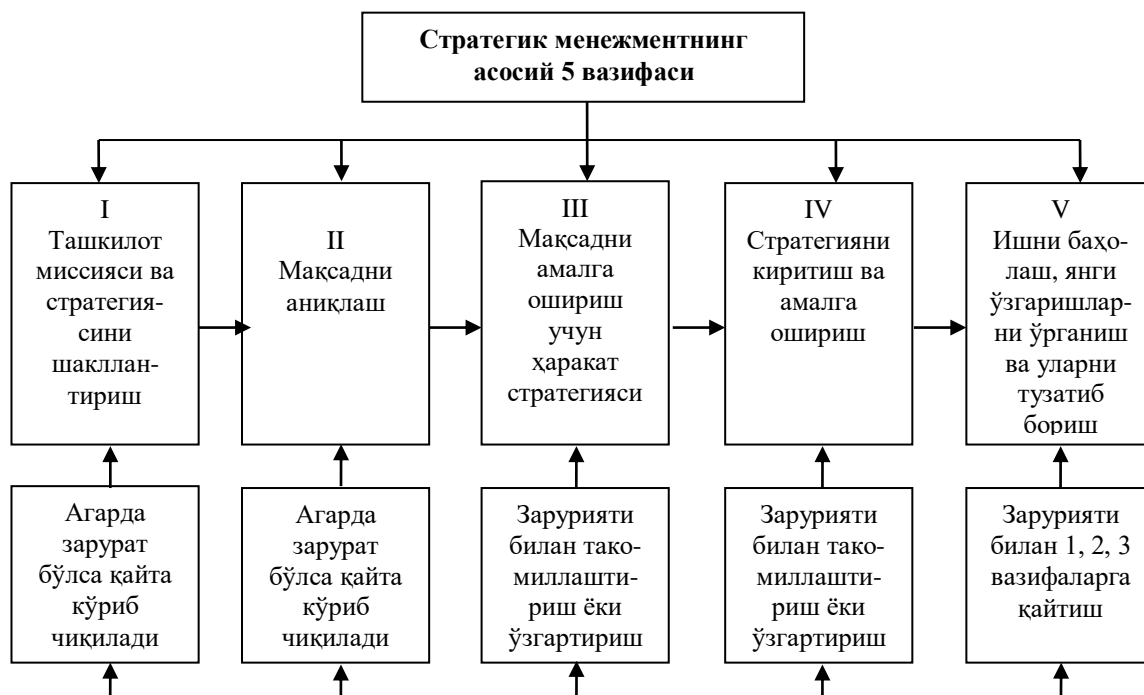 Стратегик менежментнинг
асосий 5 вазифаси
I
Ташкилот
миссияси ва
стратегия-
сини
шакллан-
тириш
II
Мақсадни
аниқлаш
III
Мақсадни
амалга
ошириш
учун
ҳаракат
стратегияси
IV
Стратегияни
киритиш ва
амалга
ошириш
V
Ишни баҳо-
лаш, янги
ўзгаришлар-
ни ўрганиш
ва уларни
тузатиб
бориш
Агарда
зарурат
бўлса қайта
кўриб
чиқилади
Агарда
зарурат
бўлса қайта
кўриб
чиқилади
Зарурияти
билан тако-
миллашти-
риш ёки
ўзгартириш
Зарурияти
билан тако-
миллашти-
риш ёки
ўзгартириш
Зарурияти
билан 1, 2, 3
вазифаларга
қайтиш